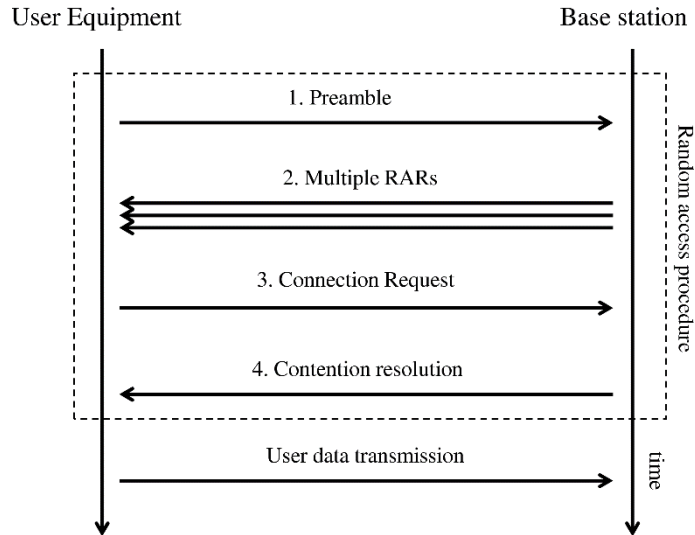 User Equipment
Base station
1. Preamble
2. Multiple RARs
3. Connection Request
4. Contention resolution
Random access procedure
User data transmission
time